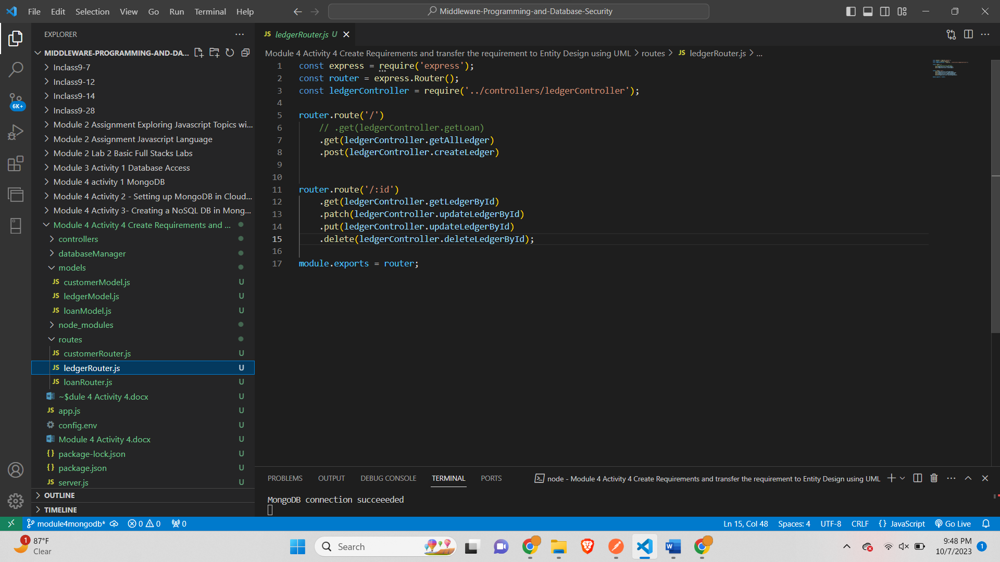 File Edit Selection View Go Run Terminal Help
Middleware-Programming-and-Database-Security
EXPLORER
MIDDLEWARE-PROGRAMMING-AND-DA...
Inclass9-7
Inclass9-12
Inclass9-14
Inclass9-28
Module 2 Assignment Exploring Javascript Topics wi...
Module 2 Assignment Javascript Language
Module 2 Lab 2 Basic Full Stacks Labs
Module 3 Activity 1 Database Access
Module 4 activity 1 MongoDB
Module 4 Activity 2 - Setting up MongoDB in Cloud...
Module 4 Activity 3- Creating a NoSQL DB in Mong...
Module 4 Activity 4 Create Requirements and ...
controllers
databaseManager
models
JS customerModel.js U
JS ledgerModel.js U
JS loanModel.js U
node_modules
routes
JS customerRouter.js U
JS ledgerRouter.js U
JS loanRouter.js U
~$dule 4 Activity 4.docx U
JS app.js U
config.env U
Module 4 Activity 4.docx U
{} package-lock.json U
{} package.json U
JS server.js U
OUTLINE
TIMELINE
6K+
JS ledgerRouter.js U
Module 4 Activity 4 Create Requirements and transfer the requirement to Entity Design using UML > routes > JS ledgerRouter.js > ...
1 const express = require('express');
2 const router = express.Router();
3 const ledgerController = require('../controllers/ledgerController');
4
5 router.route('/')
6 // .get(ledgerController.getLoan)
7 .get(ledgerController.getAllLedger)
8 .post(ledgerController.createLedger)
9
10
11 router.route('/:id')
12 .get(ledgerController.getLedgerById)
13 .patch(ledgerController.updateLedgerById)
14 .put(ledgerController.updateLedgerById)
15 .delete(ledgerController.deleteLedgerById);
16
17 module.exports = router;
PROBLEMS OUTPUT DEBUG CONSOLE TERMINAL PORTS
node - Module 4 Activity 4 Create Requirements and transfer the requirement to Entity Design using UML
MongoDB connection succeeeded
module4mongodb* 0 0 0
Ln 15, Col 48 Spaces: 4 UTF-8 CRLF {} JavaScript Go Live
1 87°F
Clear
Search
9:48 PM
10/7/2023 1